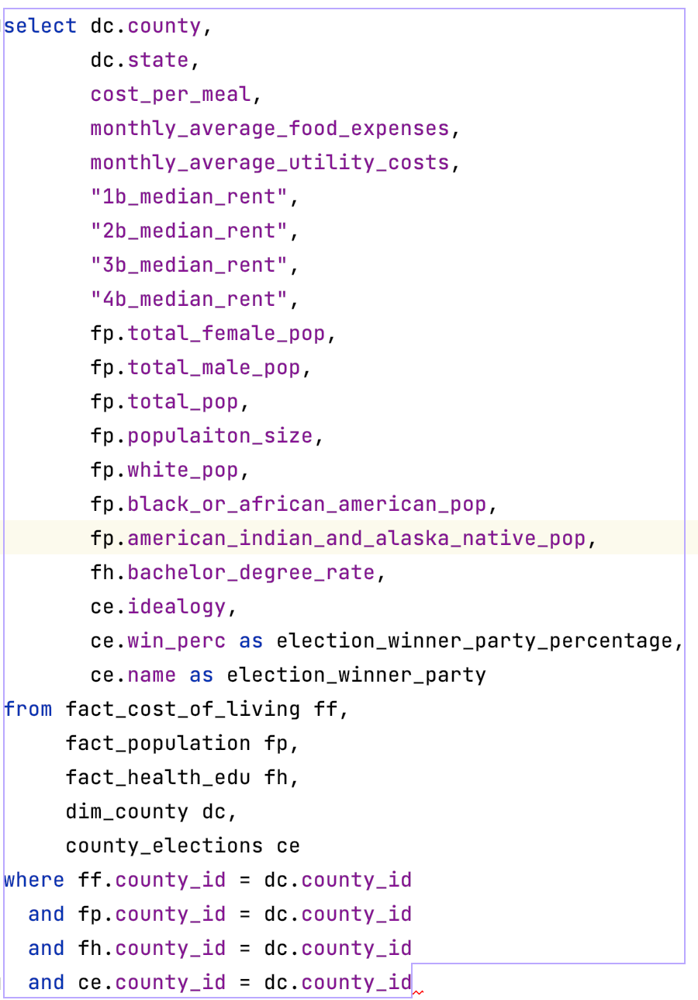 select dc.county,
       dc.state,
       cost_per_meal,
       monthly_average_food_expenses,
       monthly_average_utility_costs,
       "1b_median_rent",
       "2b_median_rent",
       "3b_median_rent",
       "4b_median_rent",
       fp.total_female_pop,
       fp.total_male_pop,
       fp.total_pop,
       fp.populaiton_size,
       fp.white_pop,
       fp.black_or_african_american_pop,
       fp.american_indian_and_alaska_native_pop,
       fh.bachelor_degree_rate,
       ce.idealogy,
       ce.win_perc as election_winner_party_percentage,
       ce.name as election_winner_party
from fact_cost_of_living ff,
     fact_population fp,
     fact_health_edu fh,
     dim_county dc,
     county_elections ce
where ff.county_id = dc.county_id
  and fp.county_id = dc.county_id
  and fh.county_id = dc.county_id
  and ce.county_id = dc.county_id